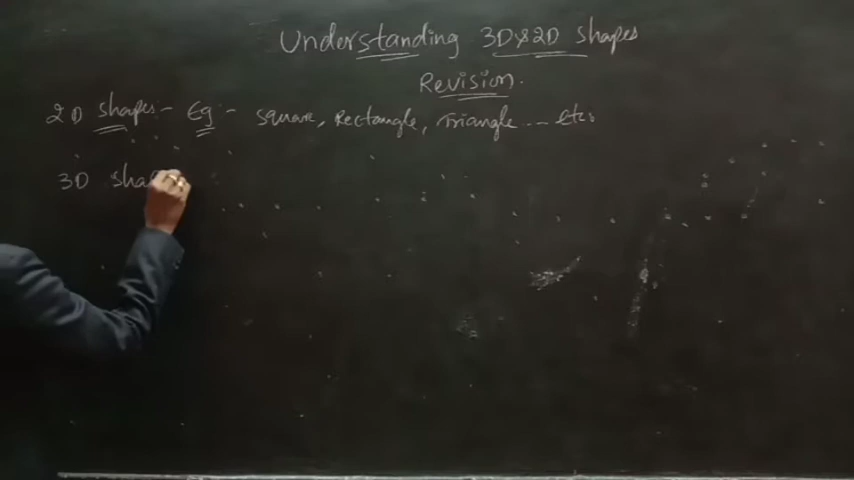 Understanding 3D&2D shapes
Revision.
2D shapes - Eg - square, Rectangle, Triangle ... etc.
3D sha